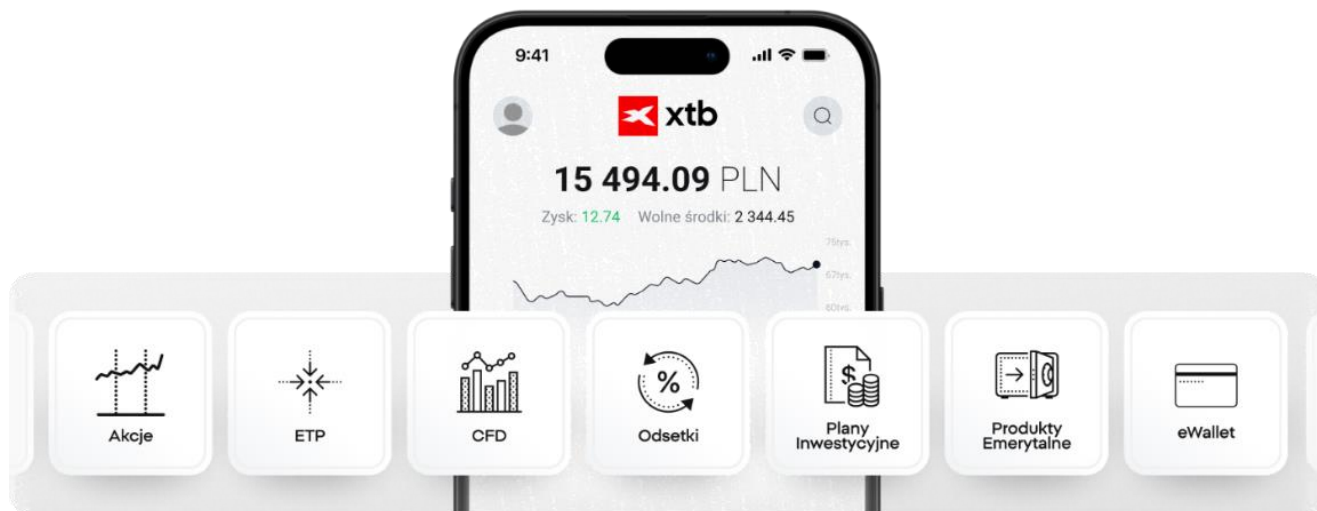 9:41
xtb
15 494.09 PLN
Zysk: 12.74 Wolne środki: 2 344.45
75tys.
67tys.
60tys.
Akcje
ETP
CFD
%
Odsetki
$
Plany
Inwestycyjne
Produkty
Emerytalne
eWallet